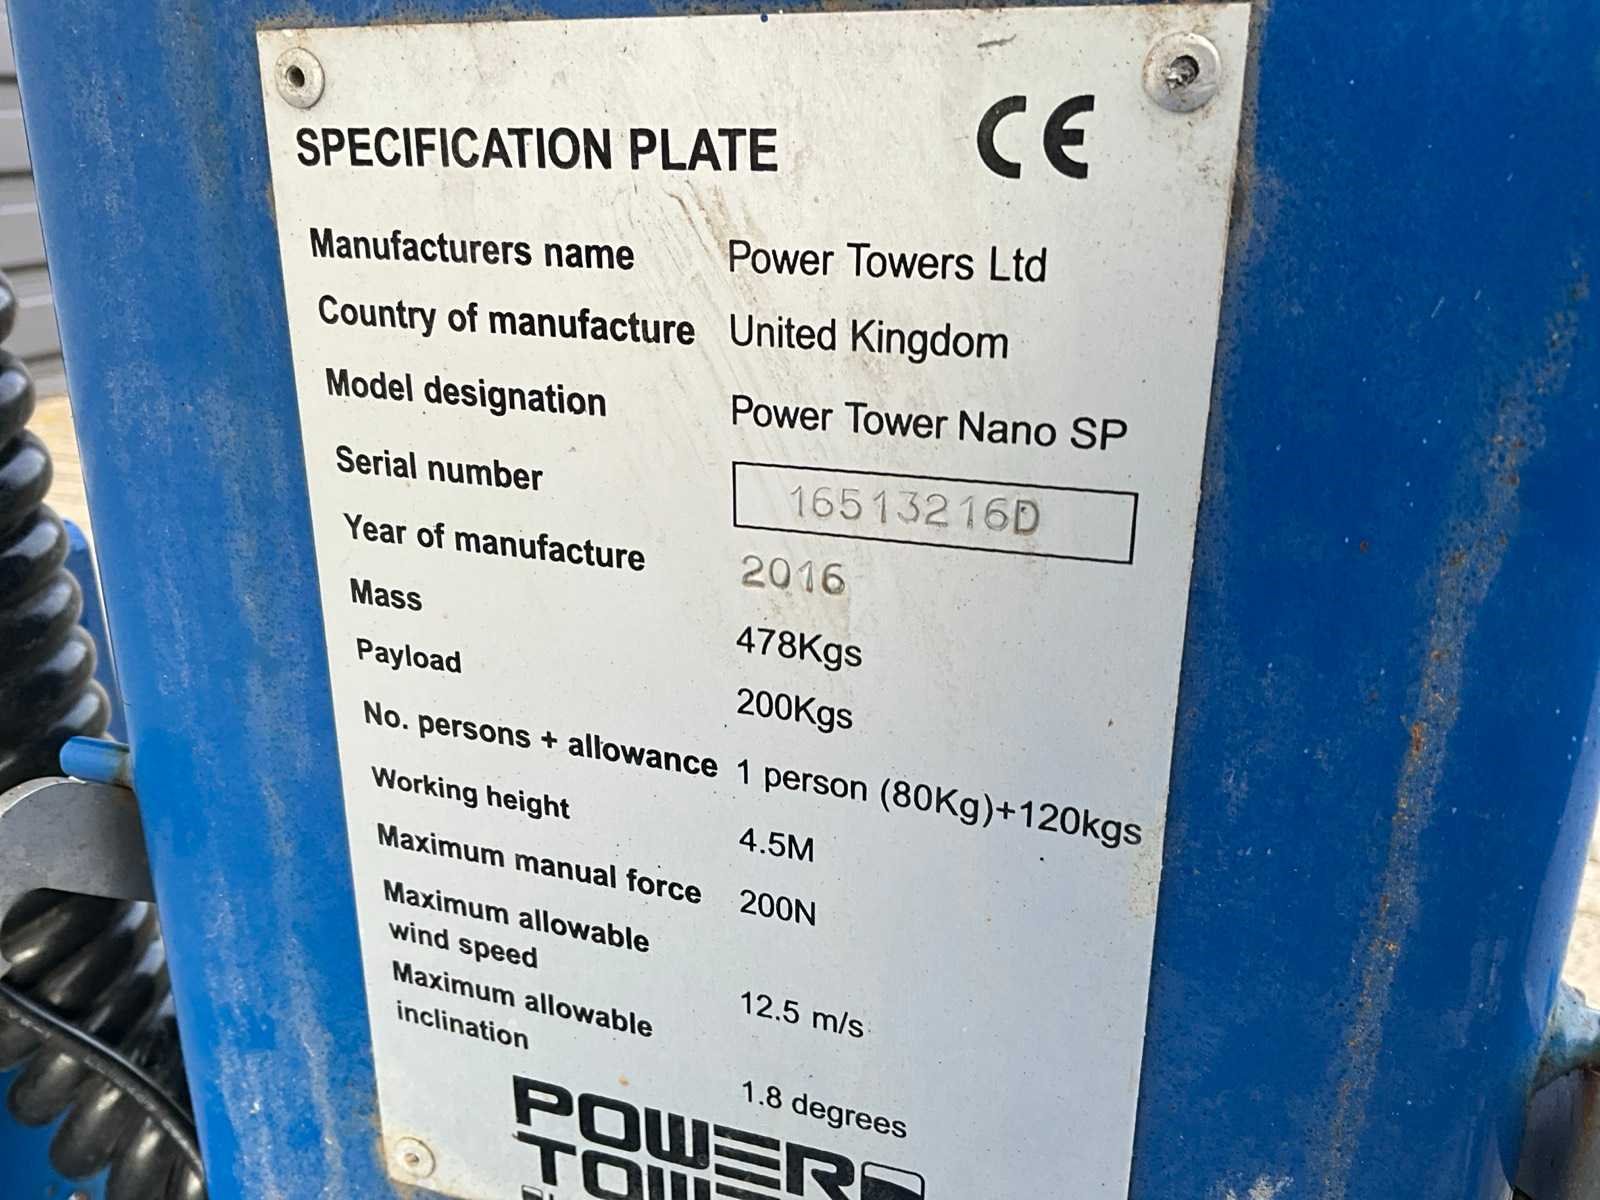 SPECIFICATION PLATE CE
Manufacturers name Power Towers Ltd
Country of manufacture United Kingdom
Model designation Power Tower Nano SP
Serial number 16513216D
Year of manufacture 2016
Mass 478Kgs
Payload 200Kgs
No. persons + allowance 1 person (80Kg)+120kgs
Working height 4.5M
Maximum manual force 200N
Maximum allowable
wind speed 12.5 m/s
Maximum allowable
inclination 1.8 degrees
POWER
TOWE